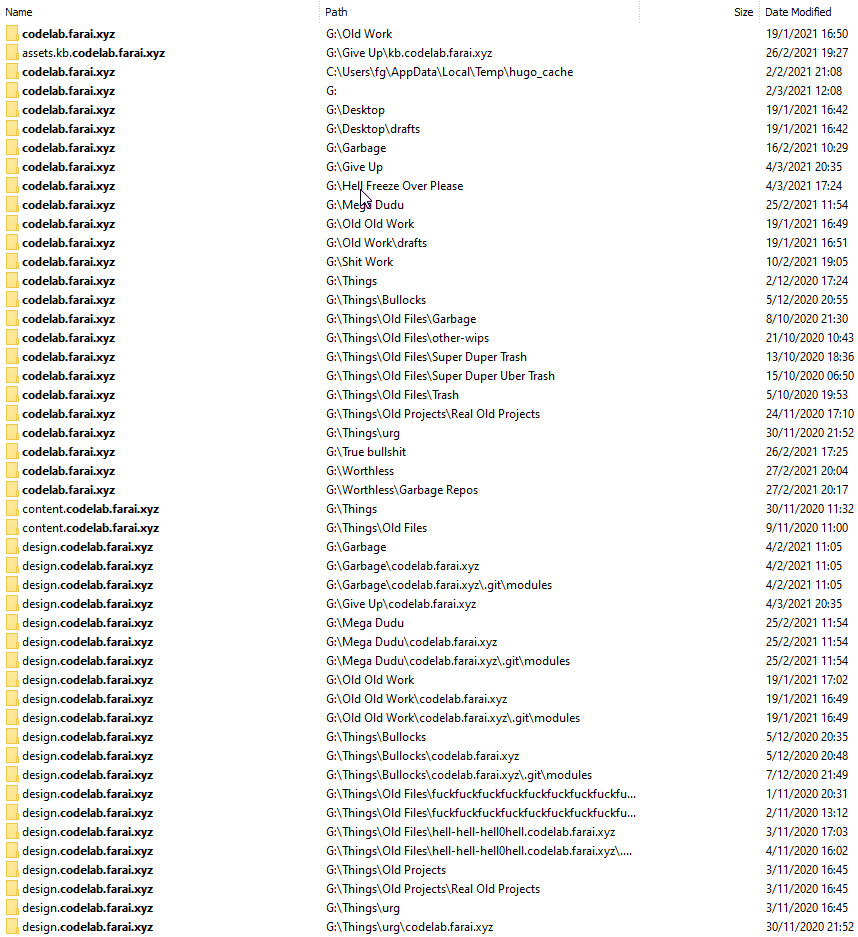 Name Path Size Date Modified
codelab.farai.xyz G:\Old Work 19/1/2021 16:50
assets.kb.codelab.farai.xyz G:\Give Up\kb.codelab.farai.xyz 26/2/2021 19:27
codelab.farai.xyz C:\Users\fg\AppData\Local\Temp\hugo_cache 2/2/2021 21:08
codelab.farai.xyz G: 2/3/2021 12:08
codelab.farai.xyz G:\Desktop 19/1/2021 16:42
codelab.farai.xyz G:\Desktop\drafts 19/1/2021 16:42
codelab.farai.xyz G:\Garbage 16/2/2021 10:29
codelab.farai.xyz G:\Give Up 4/3/2021 20:35
codelab.farai.xyz G:\Hell Freeze Over Please 4/3/2021 17:24
codelab.farai.xyz G:\Mega Dudu 25/2/2021 11:54
codelab.farai.xyz G:\Old Old Work 19/1/2021 16:49
codelab.farai.xyz G:\Old Work\drafts 19/1/2021 16:51
codelab.farai.xyz G:\Shit Work 10/2/2021 19:05
codelab.farai.xyz G:\Things 2/12/2020 17:24
codelab.farai.xyz G:\Things\Bullocks 5/12/2020 20:55
codelab.farai.xyz G:\Things\Old Files\Garbage 8/10/2020 21:30
codelab.farai.xyz G:\Things\Old Files\other-wips 21/10/2020 10:43
codelab.farai.xyz G:\Things\Old Files\Super Duper Trash 13/10/2020 18:36
codelab.farai.xyz G:\Things\Old Files\Super Duper Uber Trash 15/10/2020 06:50
codelab.farai.xyz G:\Things\Old Files\Trash 5/10/2020 19:53
codelab.farai.xyz G:\Things\Old Projects\Real Old Projects 24/11/2020 17:10
codelab.farai.xyz G:\Things\urg 30/11/2020 21:52
codelab.farai.xyz G:\True bullshit 26/2/2021 17:25
codelab.farai.xyz G:\Worthless 27/2/2021 20:04
codelab.farai.xyz G:\Worthless\Garbage Repos 27/2/2021 20:17
content.codelab.farai.xyz G:\Things 30/11/2020 11:32
content.codelab.farai.xyz G:\Things\Old Files 9/11/2020 11:00
design.codelab.farai.xyz G:\Garbage 4/2/2021 11:05
design.codelab.farai.xyz G:\Garbage\codelab.farai.xyz 4/2/2021 11:05
design.codelab.farai.xyz G:\Garbage\codelab.farai.xyz\.git\modules 4/2/2021 11:05
design.codelab.farai.xyz G:\Give Up\codelab.farai.xyz 4/3/2021 20:35
design.codelab.farai.xyz G:\Mega Dudu 25/2/2021 11:54
design.codelab.farai.xyz G:\Mega Dudu\codelab.farai.xyz 25/2/2021 11:54
design.codelab.farai.xyz G:\Mega Dudu\codelab.farai.xyz\.git\modules 25/2/2021 11:54
design.codelab.farai.xyz G:\Old Old Work 19/1/2021 17:02
design.codelab.farai.xyz G:\Old Old Work\codelab.farai.xyz 19/1/2021 16:49
design.codelab.farai.xyz G:\Old Old Work\codelab.farai.xyz\.git\modules 19/1/2021 16:49
design.codelab.farai.xyz G:\Things\Bullocks 5/12/2020 20:35
design.codelab.farai.xyz G:\Things\Bullocks\codelab.farai.xyz 5/12/2020 20:48
design.codelab.farai.xyz G:\Things\Bullocks\codelab.farai.xyz\.git\modules 7/12/2020 21:49
design.codelab.farai.xyz G:\Things\Old Files\fuckfuckfuckfuckfuckfuckfuckfuckfu... 1/11/2020 20:31
design.codelab.farai.xyz G:\Things\Old Files\fuckfuckfuckfuckfuckfuckfuckfuckfu... 2/11/2020 13:12
design.codelab.farai.xyz G:\Things\Old Files\hell-hell-hell0hell.codelab.farai.xyz 3/11/2020 17:03
design.codelab.farai.xyz G:\Things\Old Files\hell-hell-hell0hell.codelab.farai.xyz\.... 4/11/2020 16:02
design.codelab.farai.xyz G:\Things\Old Projects 3/11/2020 16:45
design.codelab.farai.xyz G:\Things\Old Projects\Real Old Projects 3/11/2020 16:45
design.codelab.farai.xyz G:\Things\urg 3/11/2020 16:45
design.codelab.farai.xyz G:\Things\urg\codelab.farai.xyz 30/11/2020 21:52